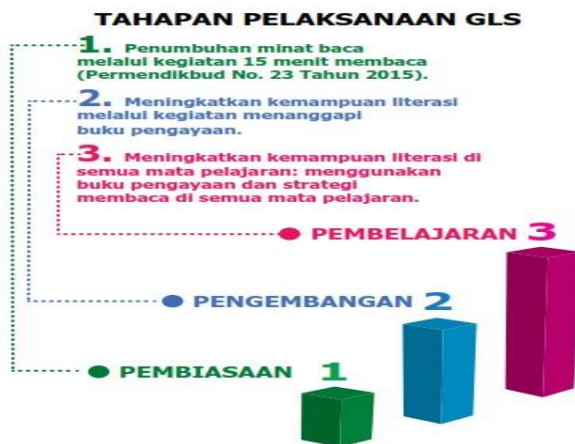 TAHAPAN PELAKSANAAN GLS
1. Penumbuhan minat baca
melalui kegiatan 15 menit membaca
(Permendikbud No. 23 Tahun 2015).
2. Meningkatkan kemampuan literasi
melalui kegiatan menanggapi
buku pengayaan.
3. Meningkatkan kemampuan literasi di
semua mata pelajaran: menggunakan
buku pengayaan dan strategi
membaca di semua mata pelajaran.
PEMBELAJARAN 3
PENGEMBANGAN 2
PEMBIASAAN 1